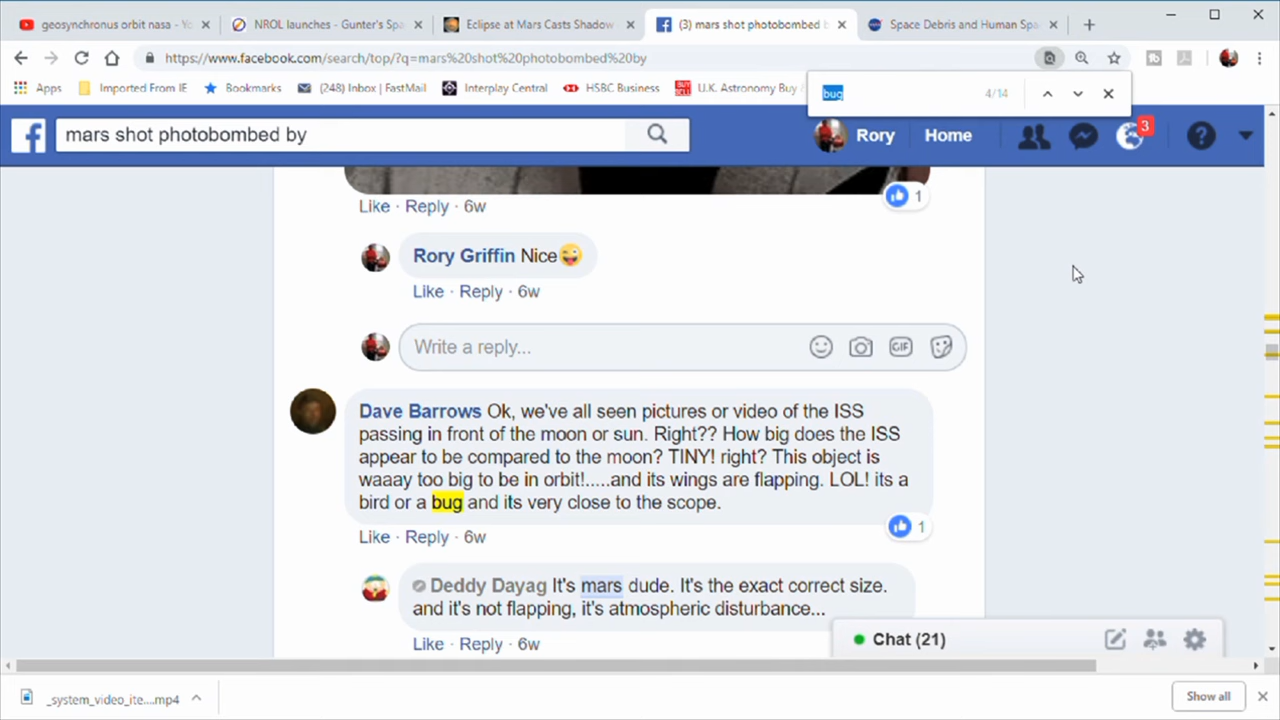 geosynchronus orbit nasa - Yo
NROL launches - Gunter's Spa
Eclipse at Mars Casts Shadow
(3) mars shot photobombed b
Space Debris and Human Spac
https://www.facebook.com/search/top/?q=mars%20shot%20photobombed%20by
Apps
Imported From IE
Bookmarks
(248) Inbox | FastMail
Interplay Central
HSBC Business
BUY SELL
U.K. Astronomy Buy
bug
4/14
mars shot photobombed by
Rory
Home
3
1
Like · Reply · 6w
Rory Griffin Nice
Like · Reply · 6w
Write a reply...
GIF
Dave Barrows Ok, we've all seen pictures or video of the ISS
passing in front of the moon or sun. Right?? How big does the ISS
appear to be compared to the moon? TINY! right? This object is
waaay too big to be in orbit!.....and its wings are flapping. LOL! its a
bird or a bug and its very close to the scope.
1
Like · Reply · 6w
Deddy Dayag It's mars dude. It's the exact correct size.
and it's not flapping, it's atmospheric disturbance...
Like · Reply · 6w
Chat (21)
_system_video_ite....mp4
Show all